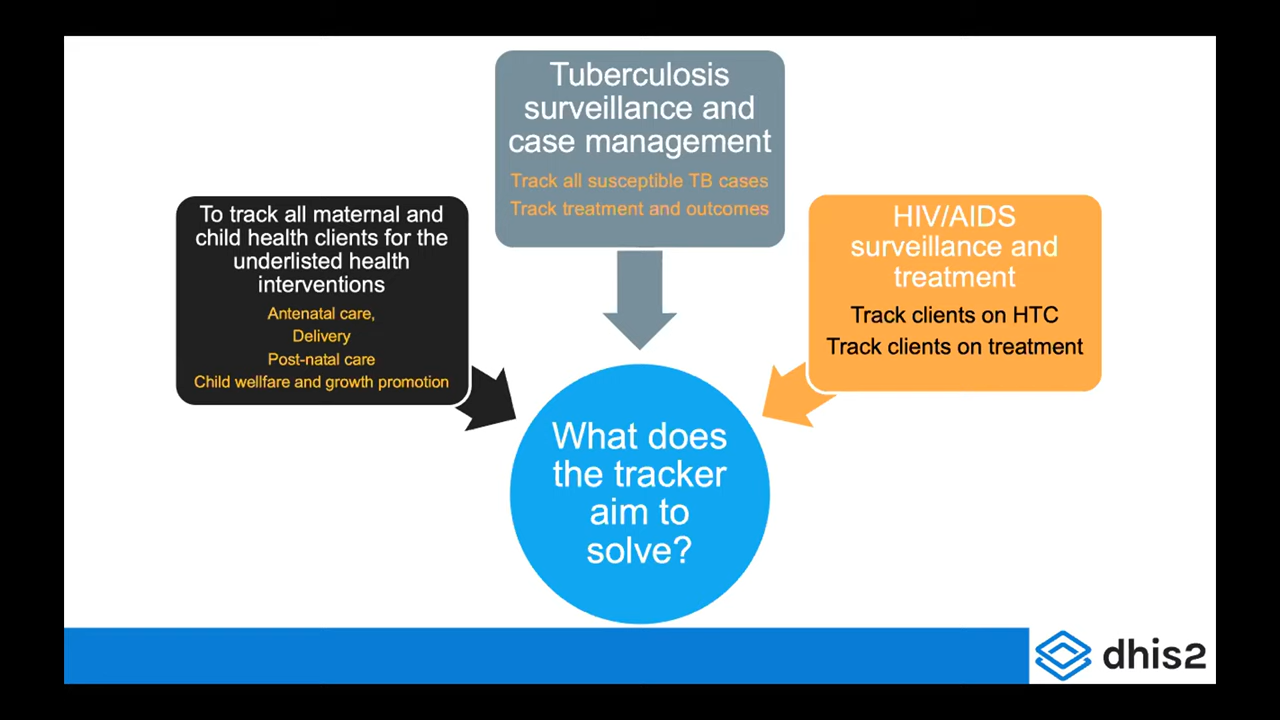 Tuberculosis
surveillance and
case management
Track all susceptible TB cases
Track treatment and outcomes
To track all maternal and
child health clients for the
underlisted health
interventions
Antenatal care,
Delivery
Post-natal care
Child wellfare and growth promotion
HIV/AIDS
surveillance and
treatment
Track clients on HTC
Track clients on treatment
What does
the tracker
aim to
solve?
dhis2